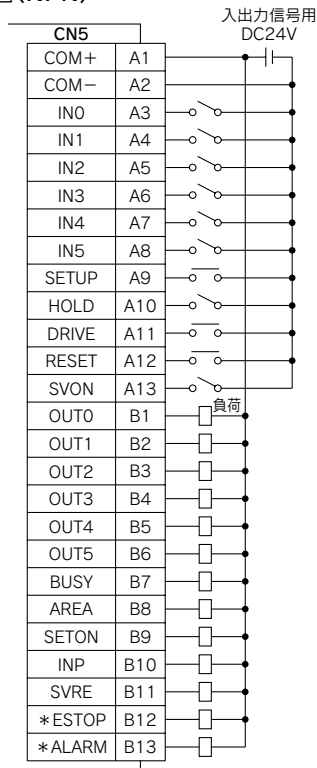 (NPN)
入出力信号用
DC24V
CN5
COM+ A1
COM− A2
IN0 A3
IN1 A4
IN2 A5
IN3 A6
IN4 A7
IN5 A8
SETUP A9
HOLD A10
DRIVE A11
RESET A12
SVON A13
負荷
OUT0 B1
OUT1 B2
OUT2 B3
OUT3 B4
OUT4 B5
OUT5 B6
BUSY B7
AREA B8
SETON B9
INP B10
SVRE B11
*ESTOP B12
*ALARM B13